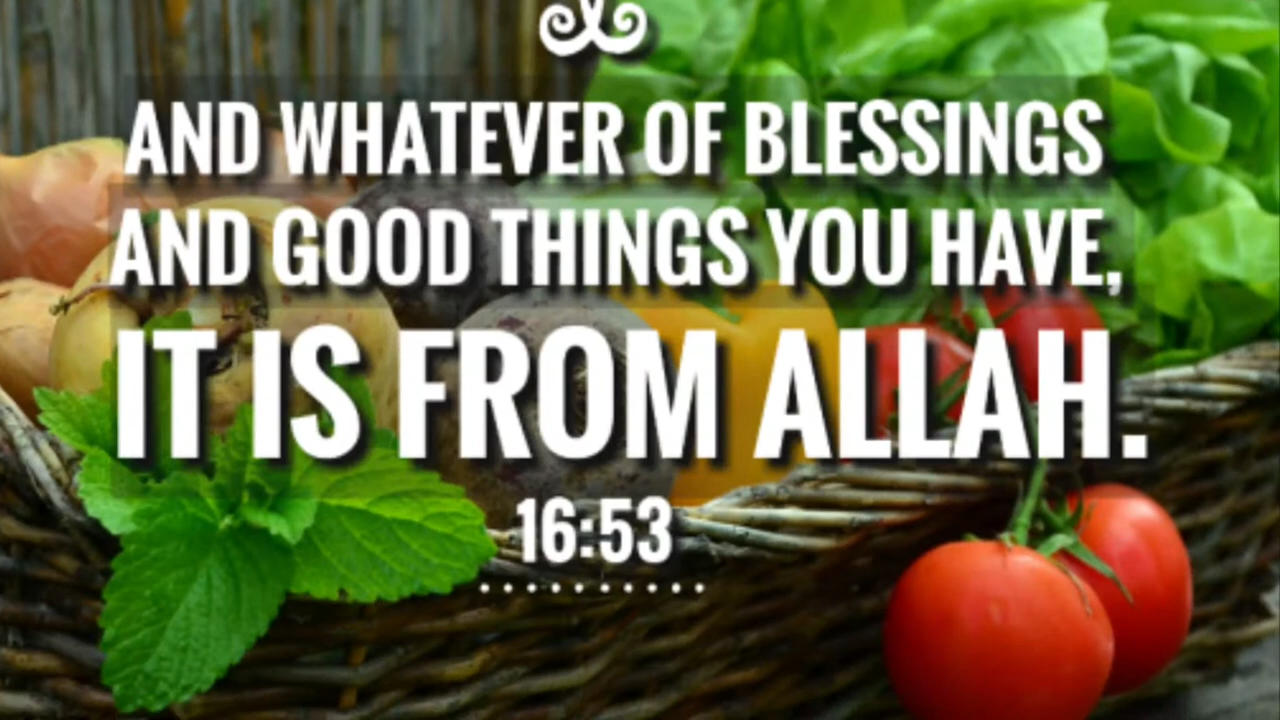 AND WHATEVER OF BLESSINGS
AND GOOD THINGS YOU HAVE,
IT IS FROM ALLAH.
16:53